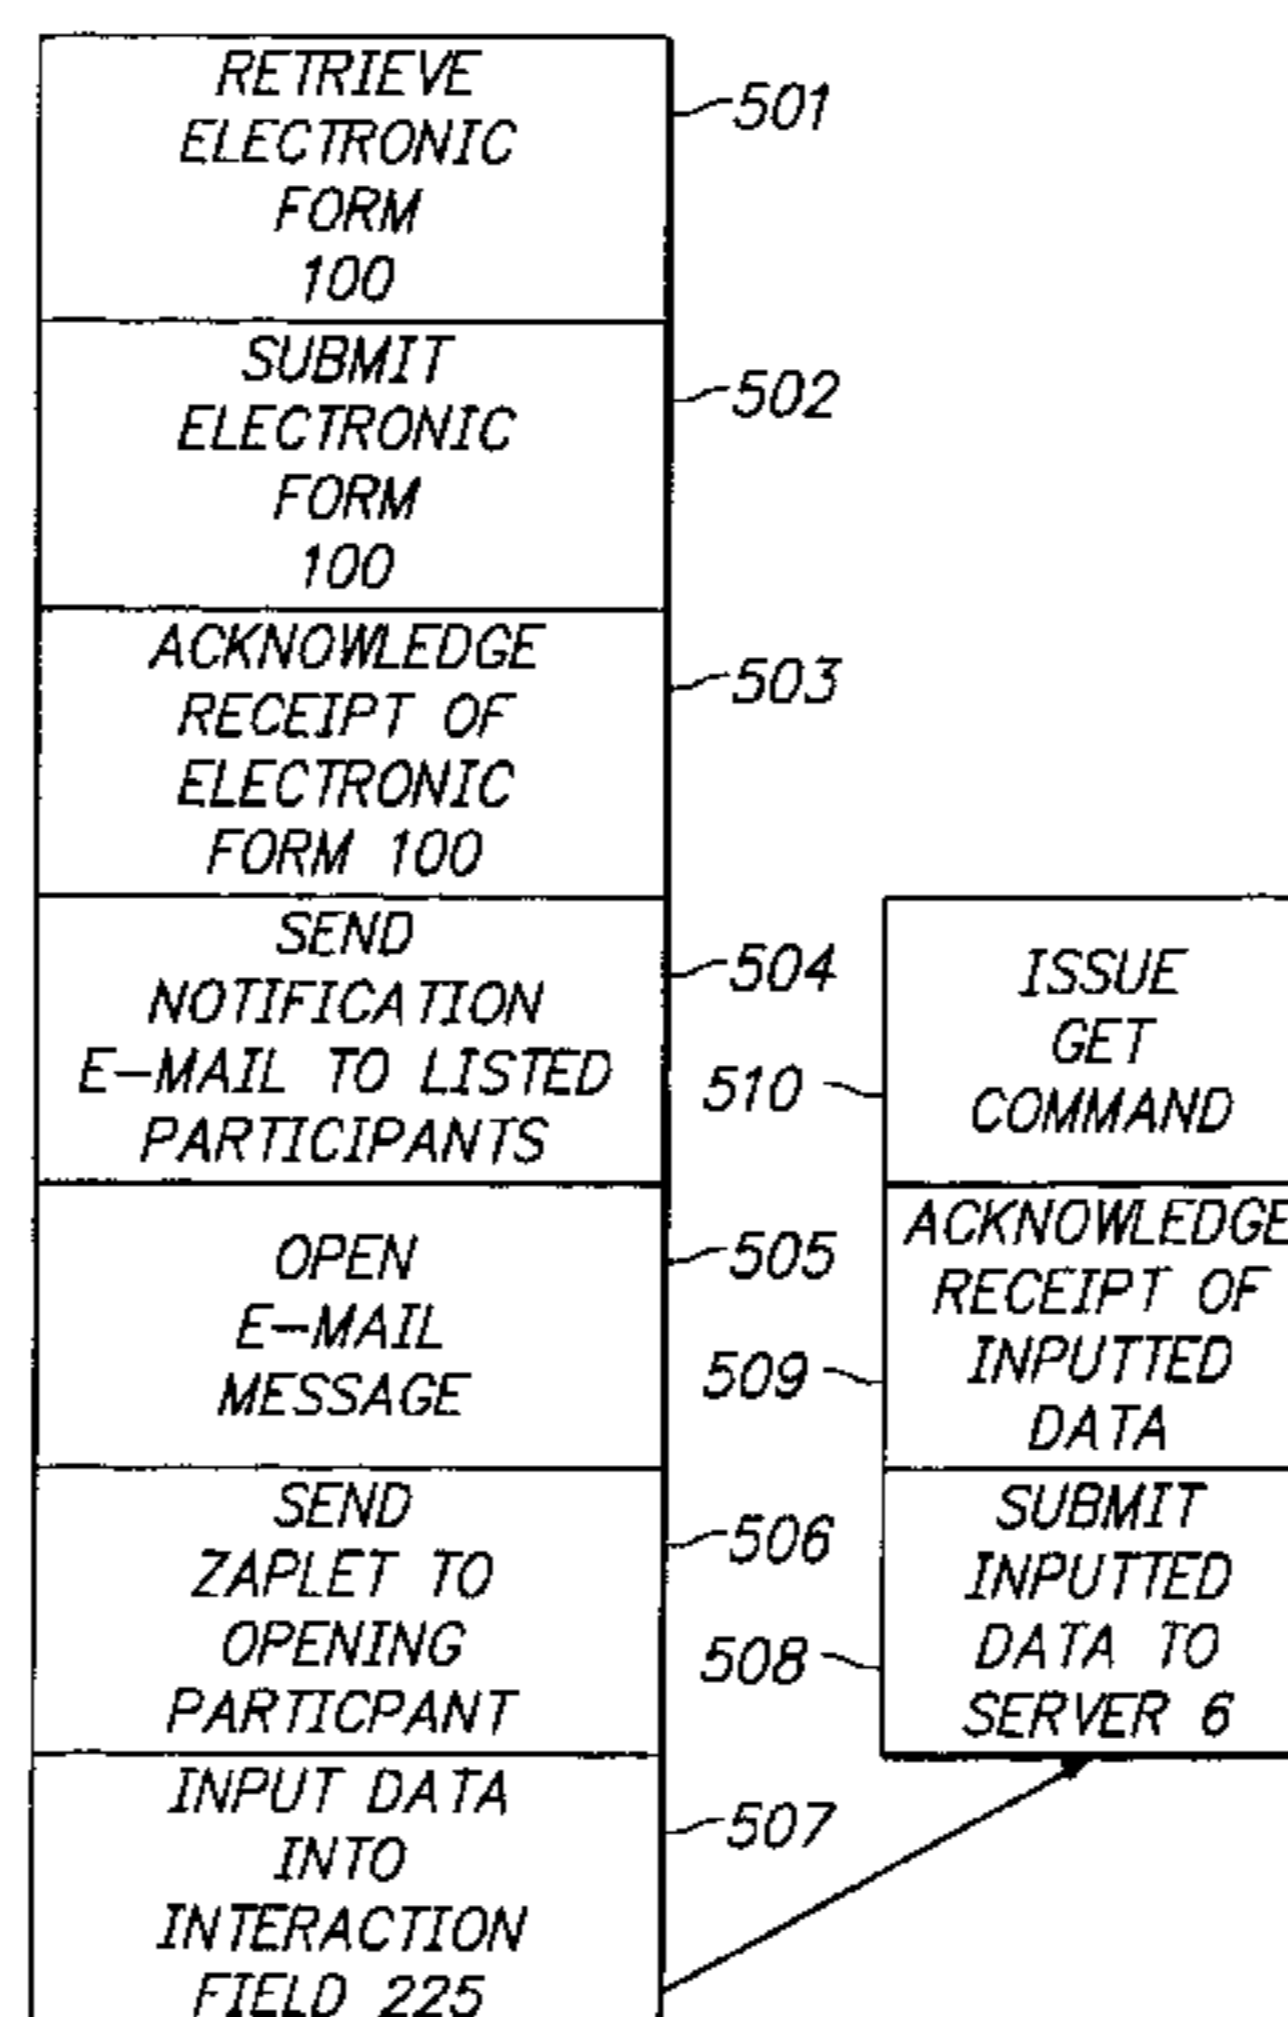 RETRIEVE
ELECTRONIC
FORM
100
501
SUBMIT
ELECTRONIC
FORM
100
502
ACKNOWLEDGE
RECEIPT OF
ELECTRONIC
FORM 100
503
SEND
NOTIFICATION
E-MAIL TO LISTED
PARTICIPANTS
504
OPEN
E-MAIL
MESSAGE
505
SEND
ZAPLET TO
OPENING
PARTICPANT
506
INPUT DATA
INTO
INTERACTION
FIELD 225
507
ISSUE
GET
COMMAND
510
ACKNOWLEDGE
RECEIPT OF
INPUTTED
DATA
509
SUBMIT
INPUTTED
DATA TO
SERVER 6
508